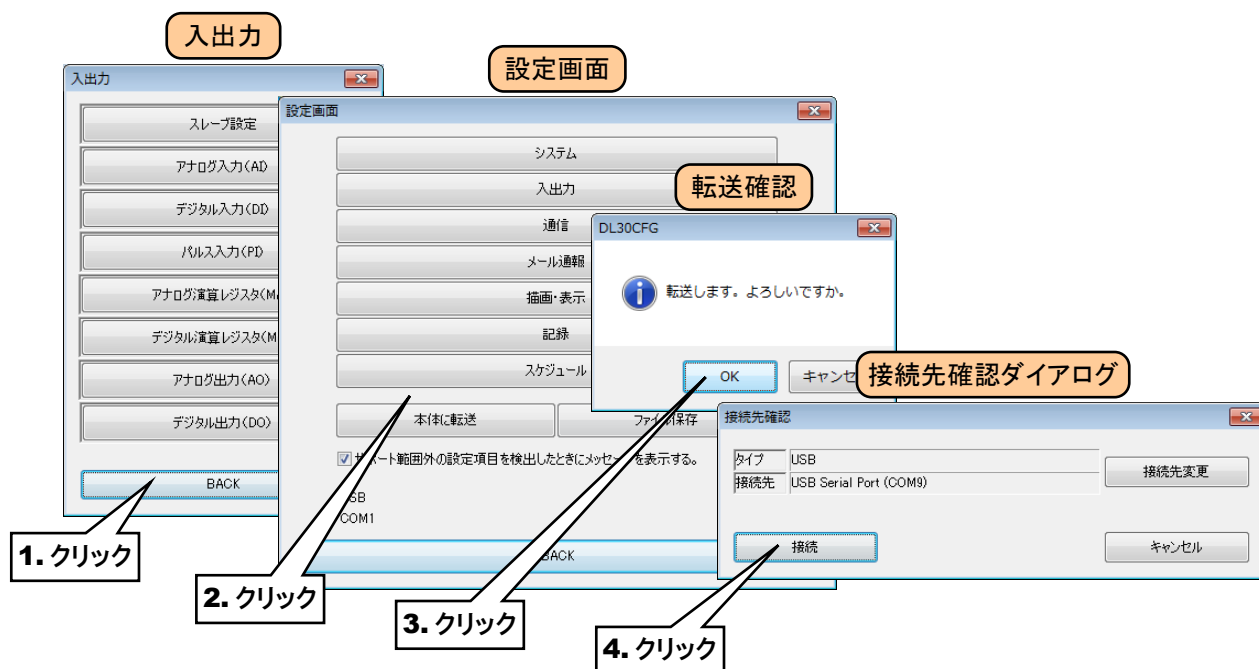 入出力
入出力
スレーブ設定
アナログ入力(AI)
デジタル入力(DI)
パルス入力(PI)
アナログ演算レジスタ(M
デジタル演算レジスタ(M
アナログ出力(AO)
デジタル出力(DO)
BACK
1. クリック
設定画面
設定画面
システム
入出力
通信
メール通報
描画・表示
記録
スケジュール
本体に転送
ファイル保存
サポート範囲外の設定項目を検出したときにメッセージを表示する。
USB
COM1
BACK
2. クリック
転送確認
DL30CFG
転送します。よろしいですか。
OK
キャンセ
3. クリック
接続先確認ダイアログ
接続先確認
タイプ USB
接続先 USB Serial Port (COM9)
接続先変更
接続
キャンセル
4. クリック